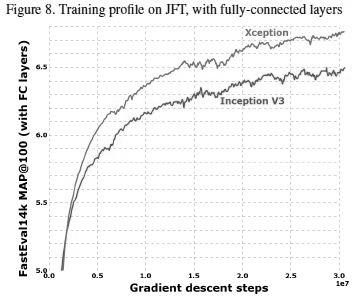 Figure 8. Training profile on JFT, with fully-connected layers
Xception
Inception V3
FastEval14k MAP@100 (with FC layers)
6.5
6.0
5.5
5.0
0.0 0.5 1.0 1.5 2.0 2.5 3.0
1e7
Gradient descent steps